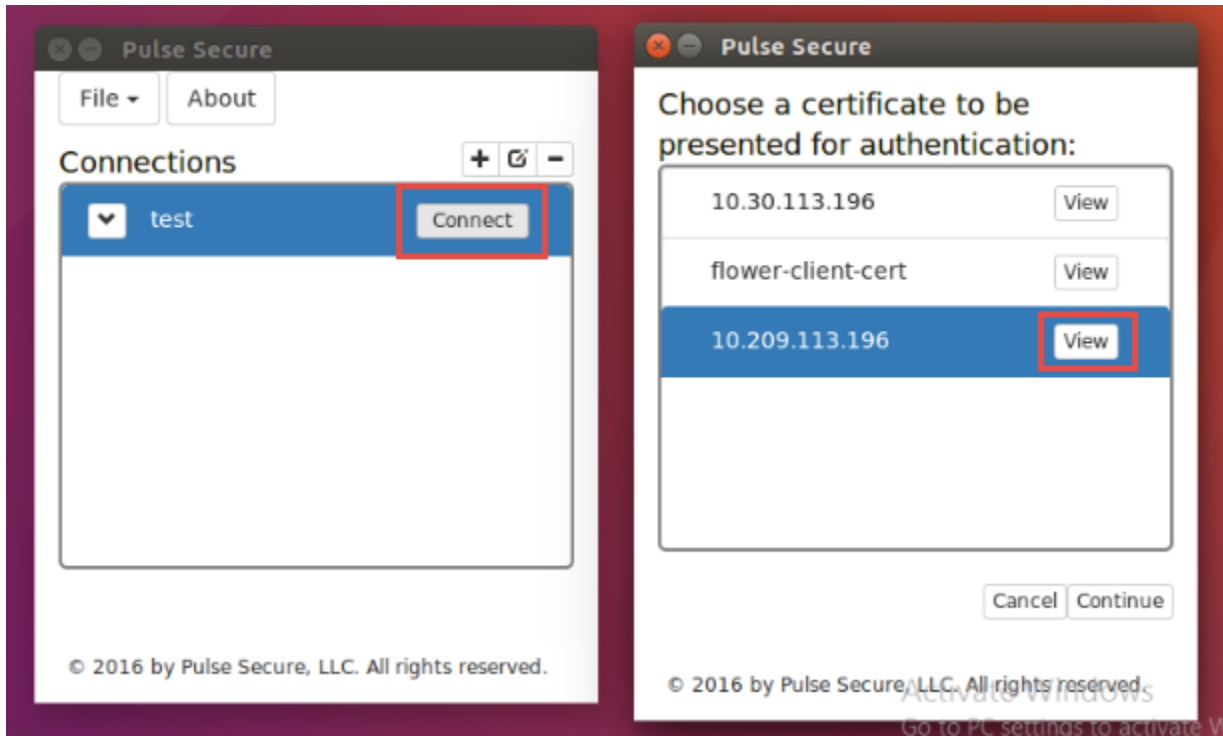 Pulse Secure
File
About
Connections
test
Connect
© 2016 by Pulse Secure, LLC. All rights reserved.
Pulse Secure
Choose a certificate to be
presented for authentication:
10.30.113.196
View
flower-client-cert
View
10.209.113.196
View
Cancel
Continue
© 2016 by Pulse Secure, LLC. All rights reserved.
Activate Windows
Go to PC settings to activate W